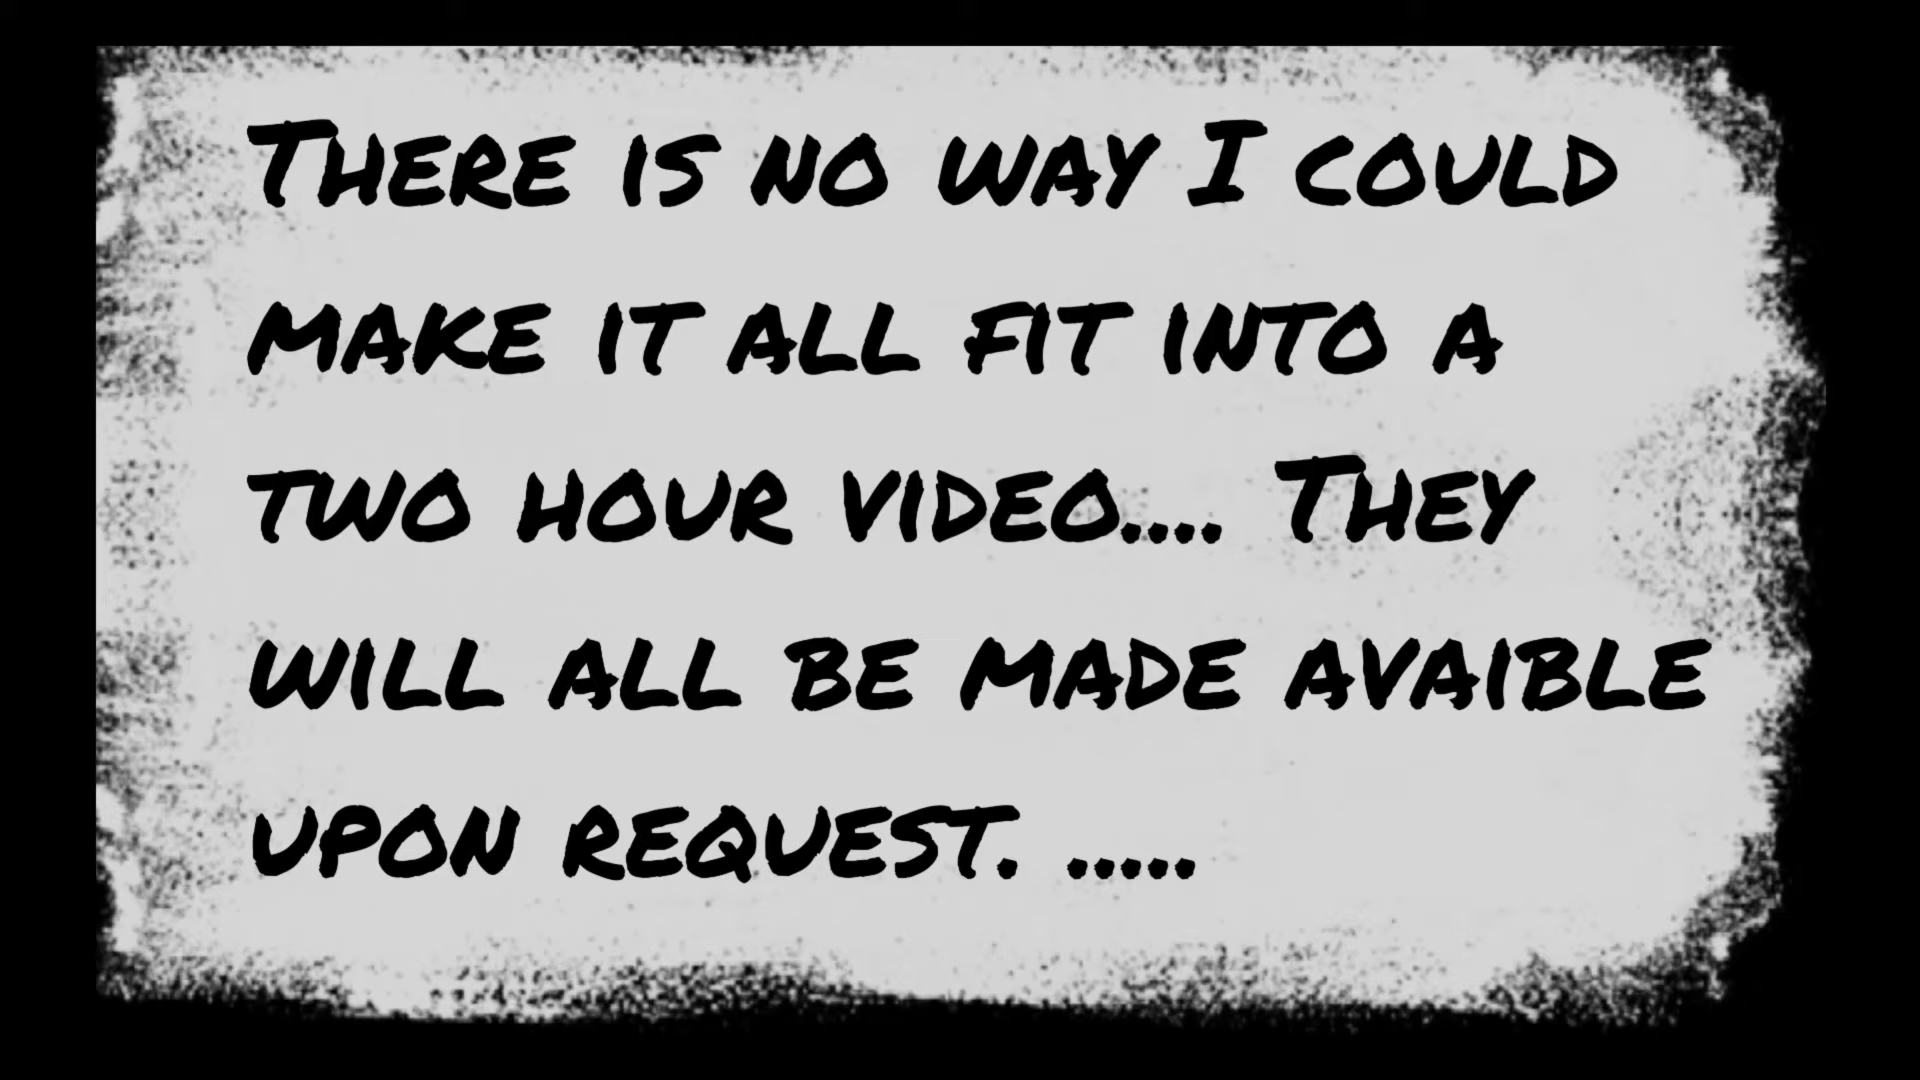 There is no way I could
make it all fit into a
two hour video.... They
will all be made avaible
upon request. .....